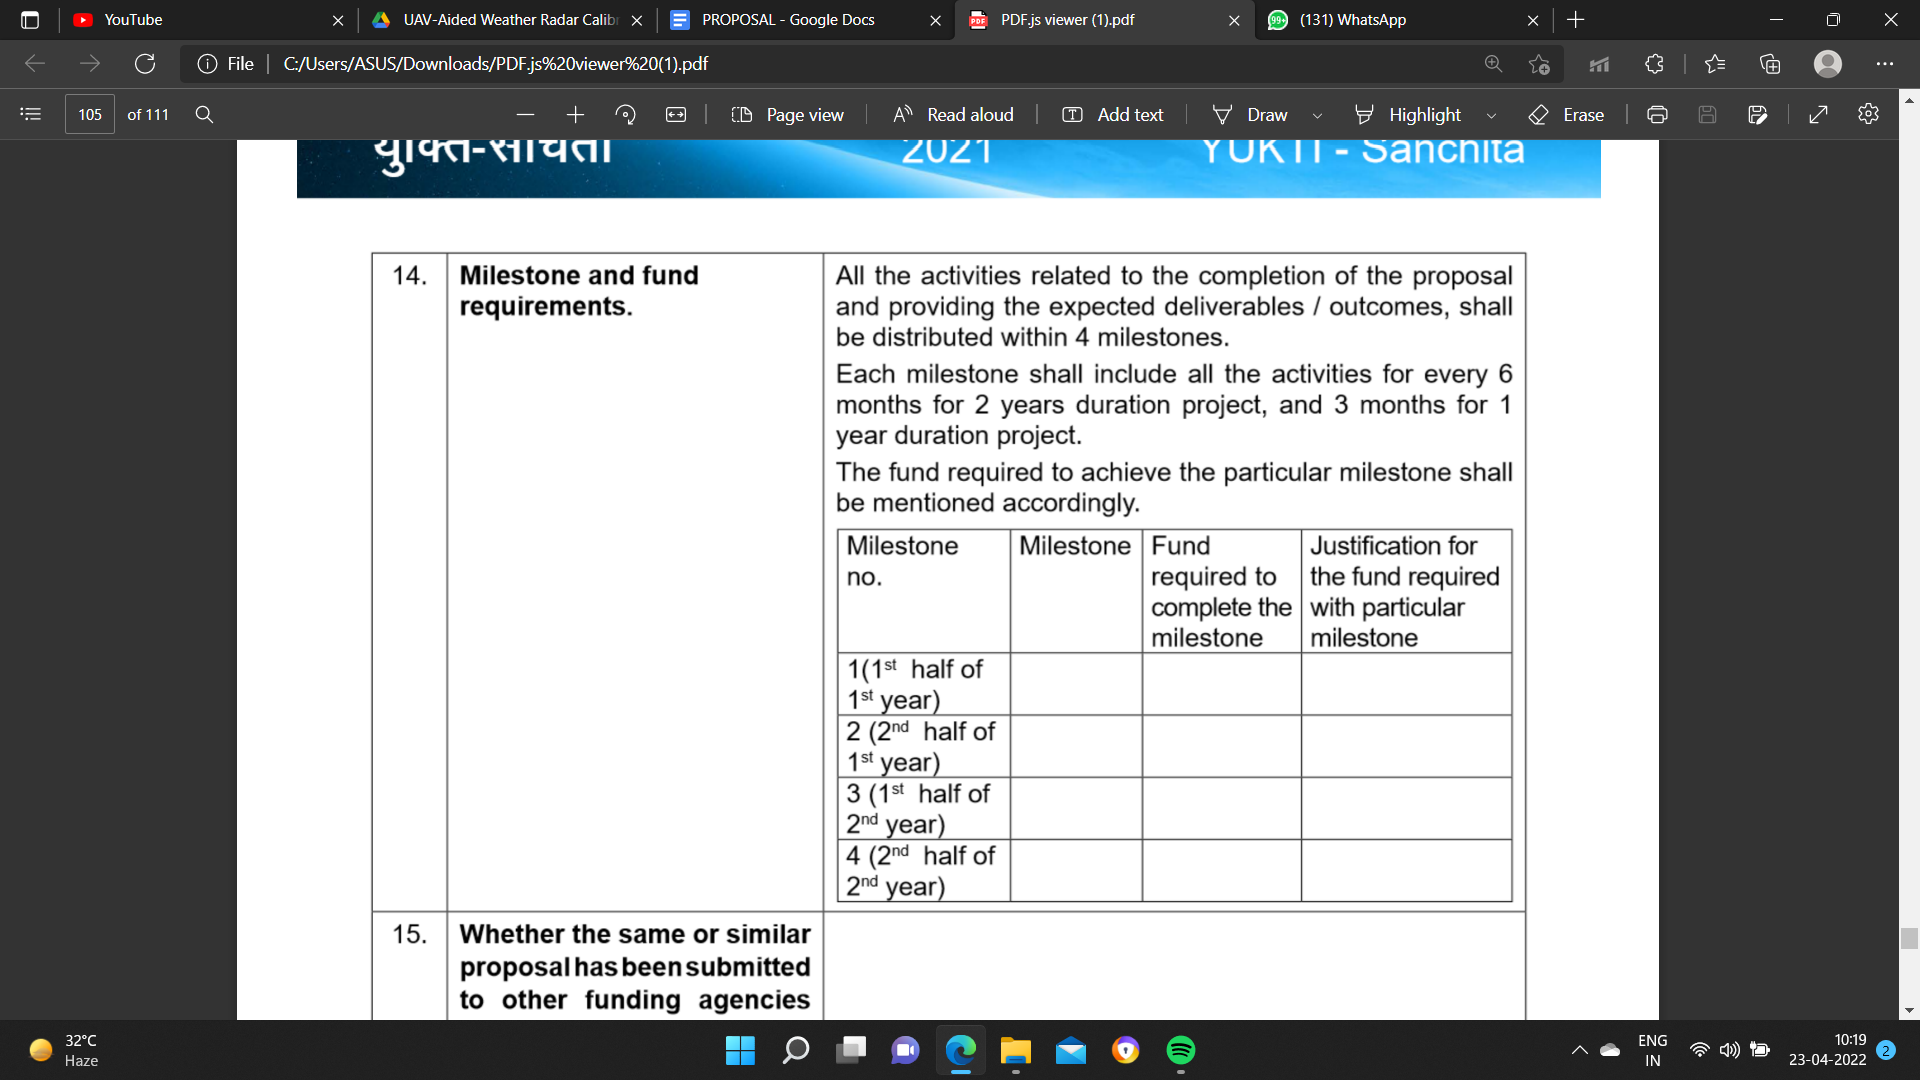 YouTube
UAV-Aided Weather Radar Calib
PROPOSAL - Google Docs
PDF.js viewer (1).pdf
(131) WhatsApp
File
C:/Users/ASUS/Downloads/PDF.js%20viewer%20(1).pdf
105 of 111
Page view
Read aloud
Add text
Draw
Highlight
Erase
युक्ति-संचिता 2021 YUKTI - Sanchita
14. Milestone and fund
requirements.
All the activities related to the completion of the proposal
and providing the expected deliverables / outcomes, shall
be distributed within 4 milestones.
Each milestone shall include all the activities for every 6
months for 2 years duration project, and 3 months for 1
year duration project.
The fund required to achieve the particular milestone shall
be mentioned accordingly.
Milestone
no.
Milestone
Fund
required to
complete the
milestone
Justification for
the fund required
with particular
milestone
1(1st half of
1st year)
2 (2nd half of
1st year)
3 (1st half of
2nd year)
4 (2nd half of
2nd year)
15. Whether the same or similar
proposal has been submitted
to other funding agencies
32°C
Haze
ENG
IN
10:19
23-04-2022
2